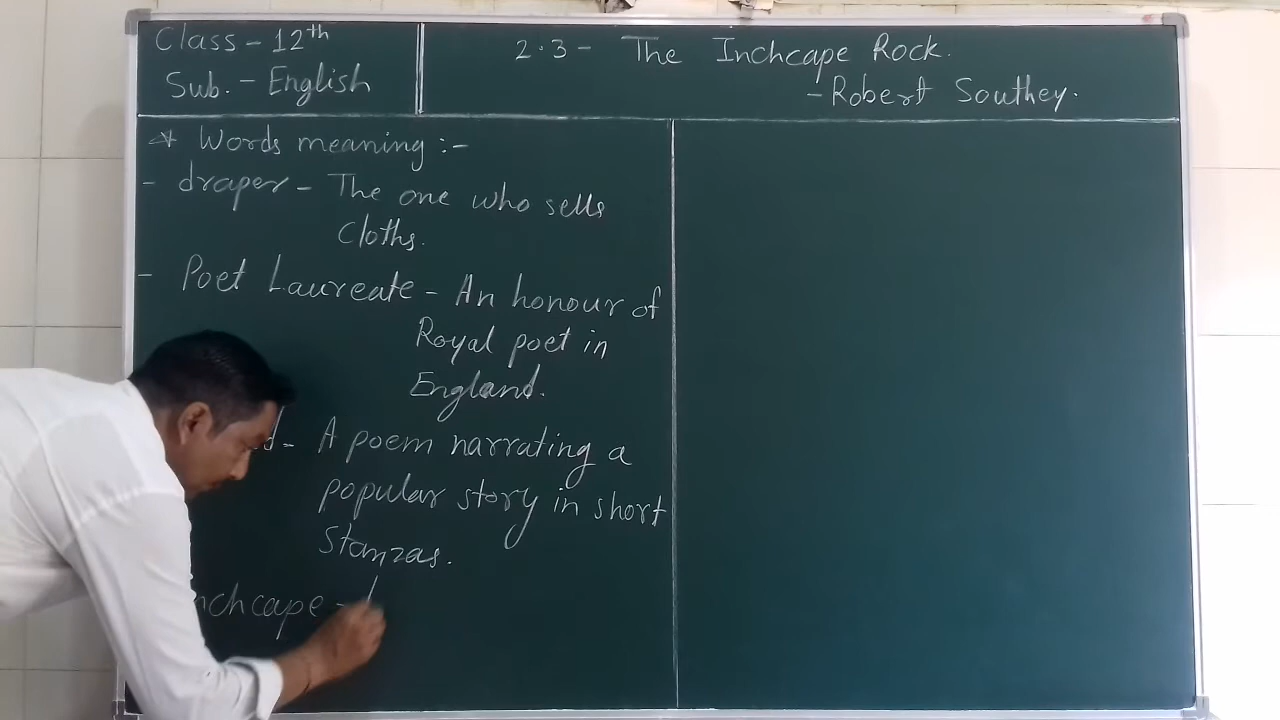 Class - 12th
Sub. - English
2.3 - The Inchcape Rock.
- Robert Southey.
* Words meaning :-
- draper - The one who sells
cloths.
- Poet Laureate - An honour of
Royal poet in
England.
- A poem narrating a
popular story in short
stanzas.
nchcape -